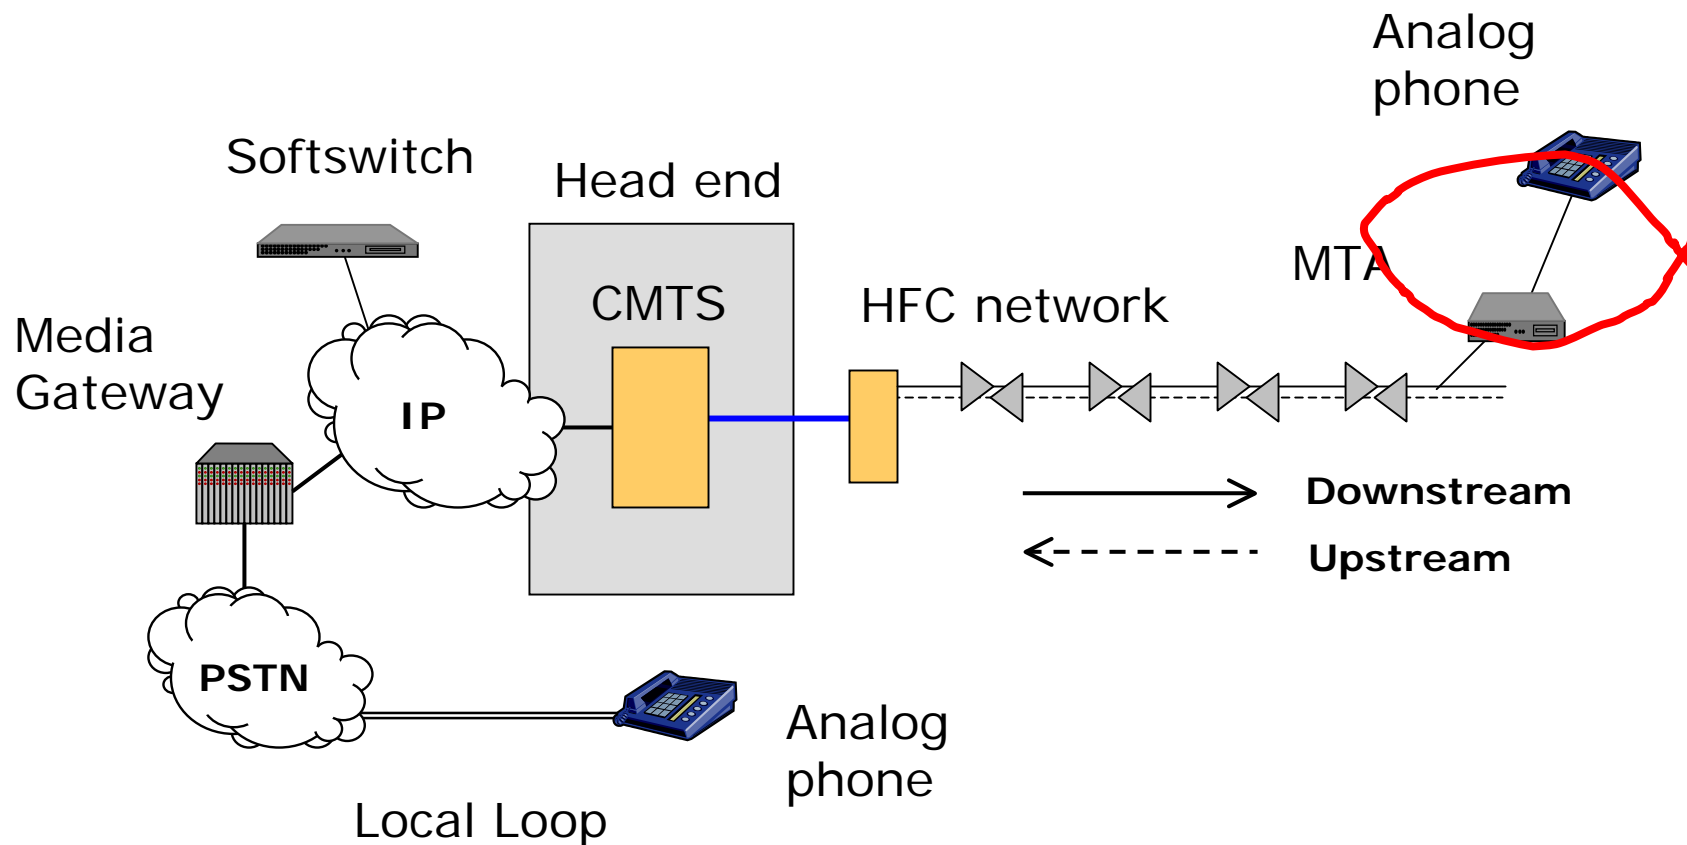 Analog
phone
Softswitch
Head end
MTA
CMTS
HFC network
Media
Gateway
IP
Downstream
Upstream
PSTN
Analog
phone
Local Loop